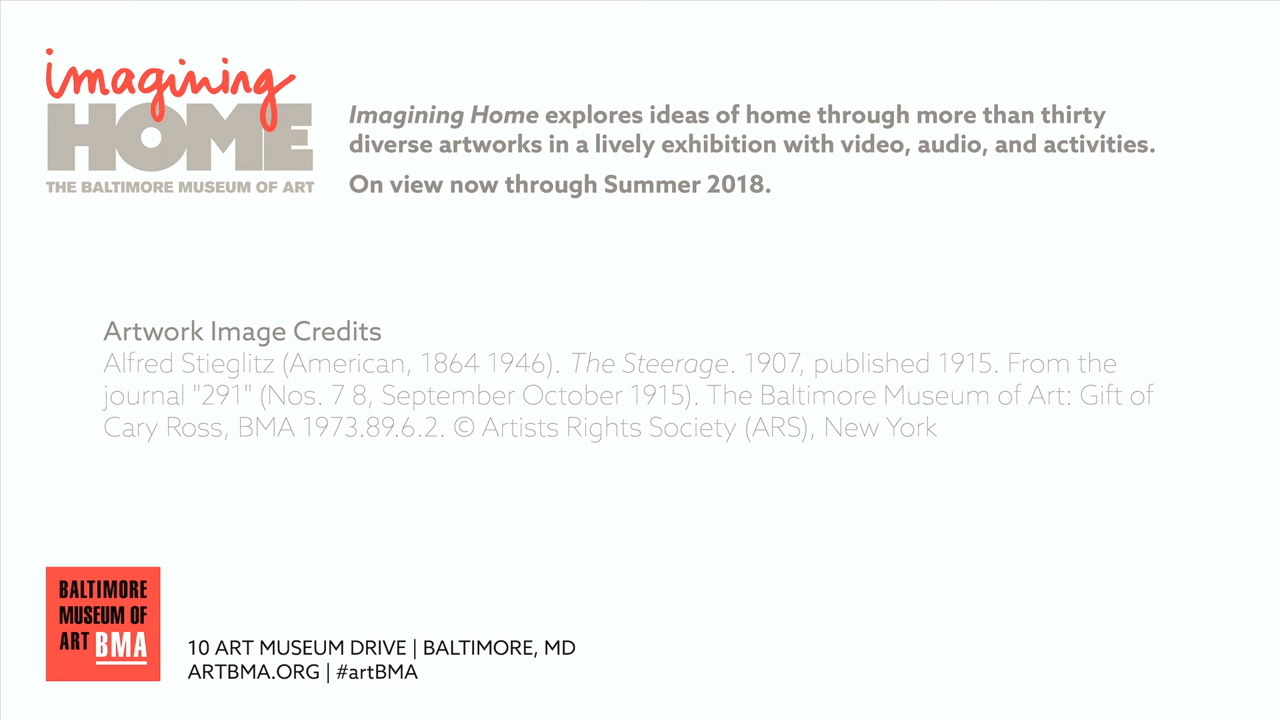 imagining
HOME
THE BALTIMORE MUSEUM OF ART
Imagining Home explores ideas of home through more than thirty
diverse artworks in a lively exhibition with video, audio, and activities.
On view now through Summer 2018.
Artwork Image Credits
Alfred Stieglitz (American, 1864 1946). The Steerage. 1907, published 1915. From the
journal "291" (Nos. 7 8, September October 1915). The Baltimore Museum of Art: Gift of
Cary Ross, BMA 1973.89.6.2. © Artists Rights Society (ARS), New York
BALTIMORE
MUSEUM OF
ART BMA
10 ART MUSEUM DRIVE | BALTIMORE, MD
ARTBMA.ORG | #artBMA